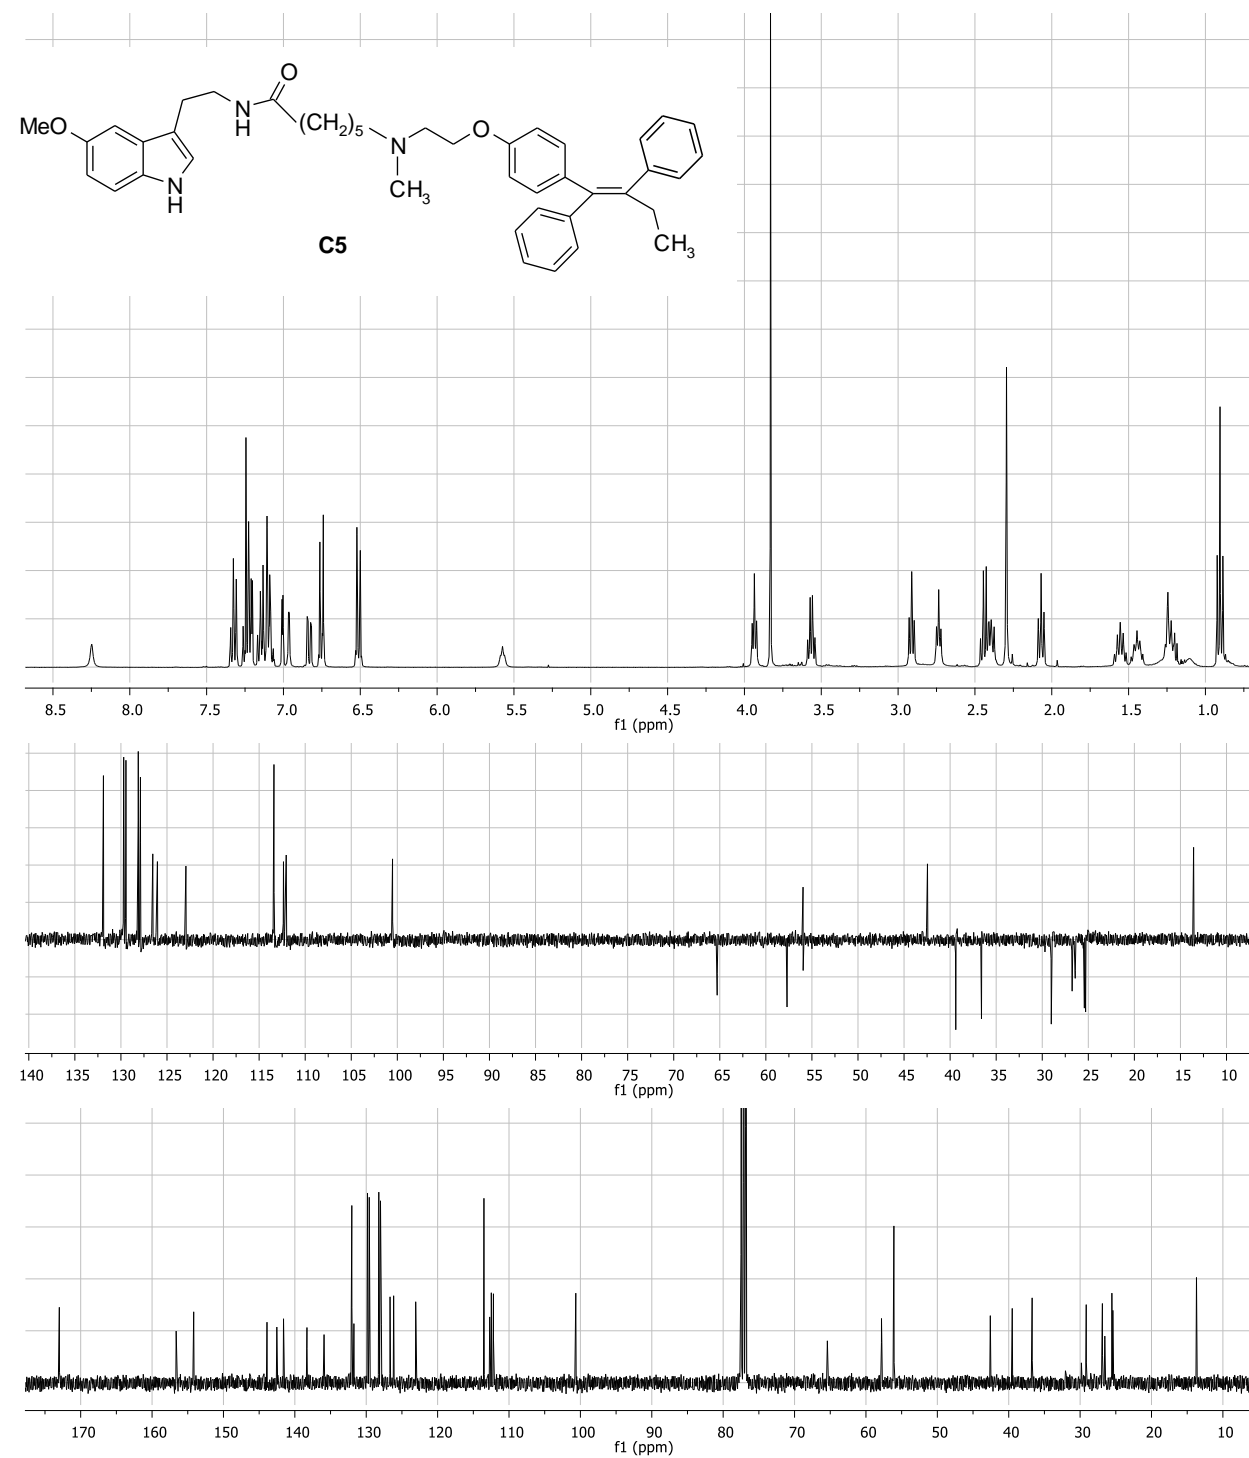 O
MeO
N
H
(CH2)5
N
O
CH3
N
H
CH3
C5
8.5 8.0 7.5 7.0 6.5 6.0 5.5 5.0 4.5 4.0 3.5 3.0 2.5 2.0 1.5 1.0
f1 (ppm)
140 135 130 125 120 115 110 105 100 95 90 85 80 75 70 65 60 55 50 45 40 35 30 25 20 15 10
f1 (ppm)
170 160 150 140 130 120 110 100 90 80 70 60 50 40 30 20 10
f1 (ppm)